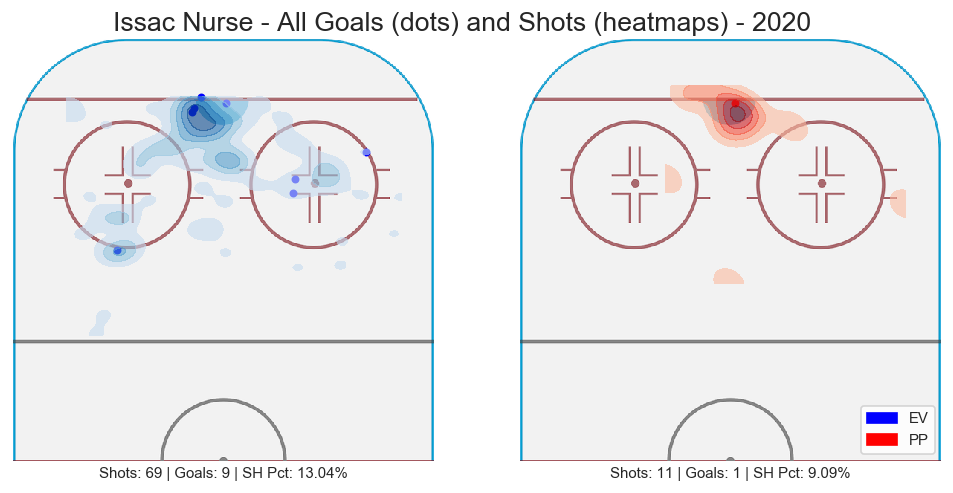 Issac Nurse - All Goals (dots) and Shots (heatmaps) - 2020
EV
PP
Shots: 69 | Goals: 9 | SH Pct: 13.04%
Shots: 11 | Goals: 1 | SH Pct: 9.09%